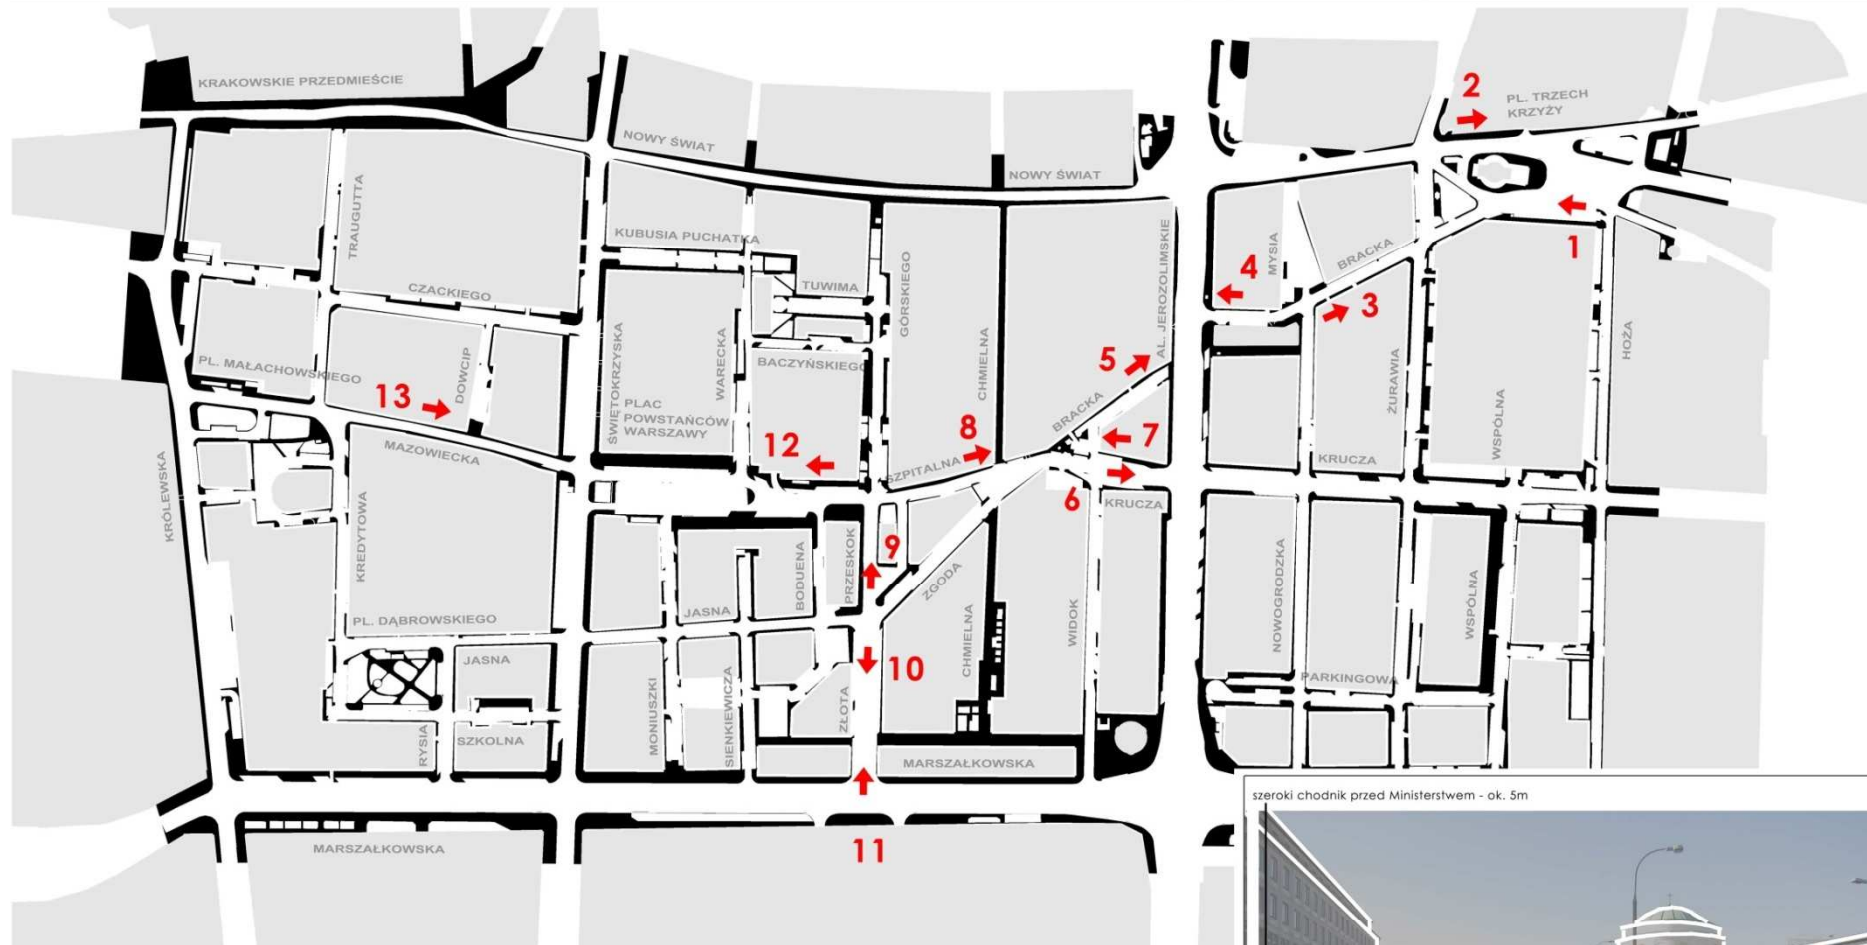 KRAKOWSKIE PRZEDMIEŚCIE
2
PL. TRZECH
KRZYŻY
NOWY ŚWIAT
NOWY ŚWIAT
TRAUGUTTA
KUBUSIA PUCHATKA
GÓRSKIEGO
AL. JEROZOLIMSKIE
MYSIA
BRACKA
1
4
CZACKIEGO
TUWIMA
3
HOŻA
ŚWIĘTOKRZYSKA
WARECKA
BACZYŃSKIEGO
CHMIELNA
5
ŻURAWIA
PL. MAŁACHOWSKIEGO
DOWCIP
13
PLAC
POWSTAŃCÓW
WARSZAWY
BRACKA
WSPÓLNA
MAZOWIECKA
12
8
7
SZPITALNA
KRUCZA
KRÓLEWSKA
KREDYTOWA
6
KRUCZA
9
BODUENA
PRZESKOK
ZGODA
NOWOGRODZKA
WSPÓLNA
PL. DĄBROWSKIEGO
JASNA
CHMIELNA
WIDOK
JASNA
10
PARKINGOWA
MONIUSZKI
SIENKIEWICZA
ZŁOTA
RYSIA
SZKOLNA
MARSZAŁKOWSKA
MARSZAŁKOWSKA
11
szeroki chodnik przed Ministerstwem - ok. 5m